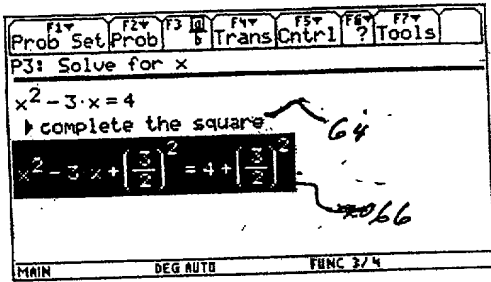 F1▾ Prob Set F2▾ Prob F3 a/b F4▾ Trans F5▾ Cntrl F6▾ ? F7▾ Tools
P3: Solve for x
x² - 3·x = 4
▸ complete the square
64
x² - 3·x + (3/2)² = 4 + (3/2)²
66
MAIN DEG AUTO FUNC 3/4